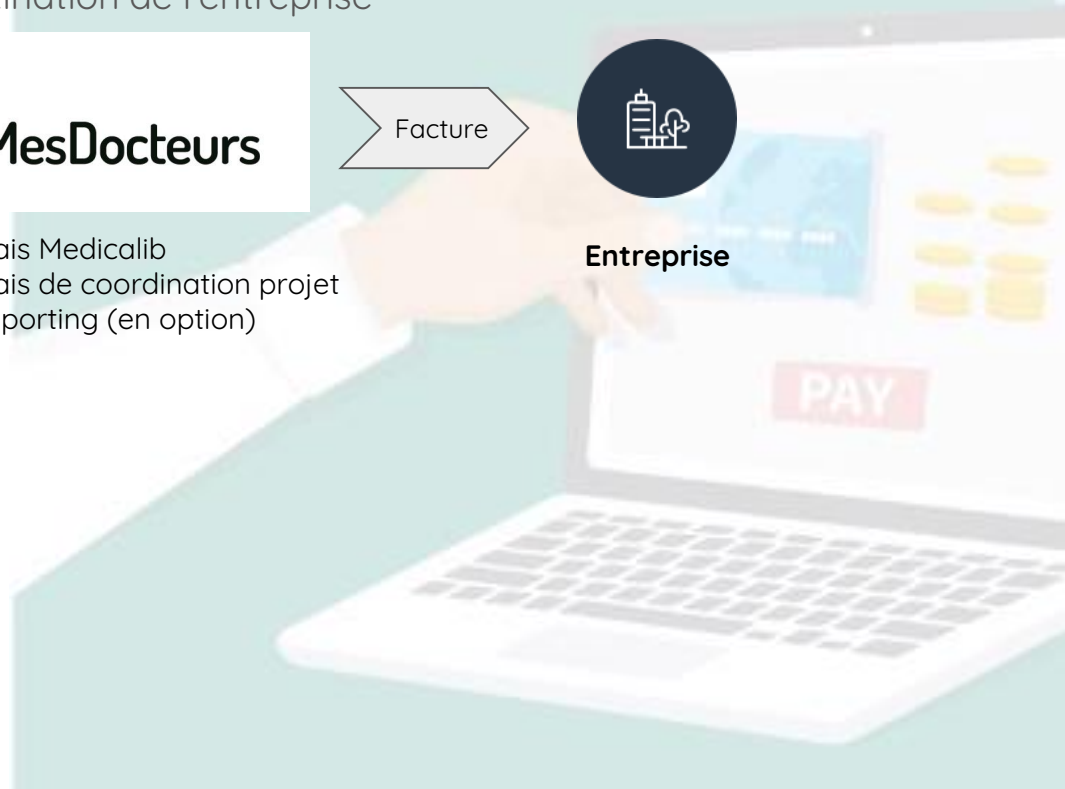 ination de l'entreprise
MesDocteurs
Facture
ais Medicalib
ais de coordination projet
porting (en option)
Entreprise
PAY